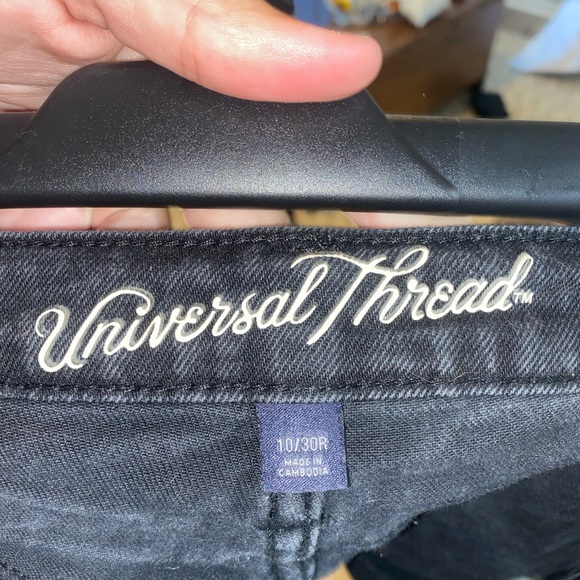 Universal Thread™
10/30R
MADE IN
CAMBODIA